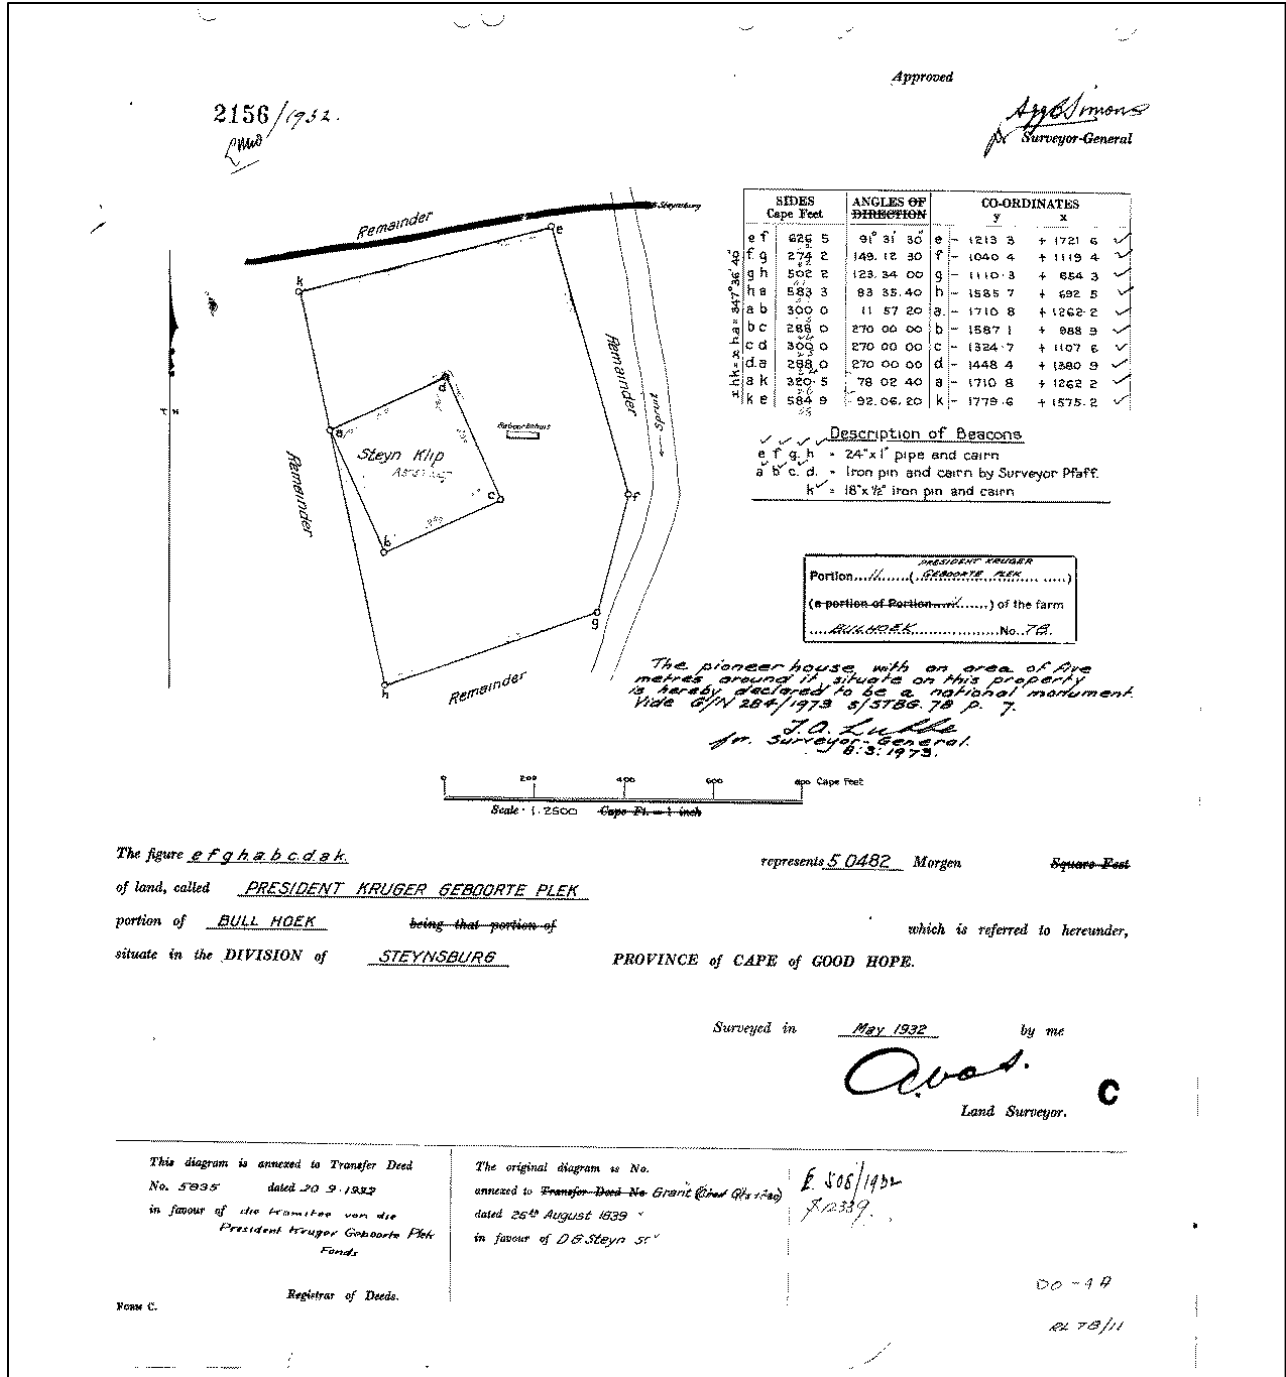 Approved
2156/1932.
Surveyor-General
SIDES Cape Feet ANGLES OF DIRECTION CO-ORDINATES y x
e f 626 5 91° 31' 30" e - 1213 3 + 1721 6
f g 274 2 149. 12 30 f - 1040 4 + 1119 4
g h 502 2 123. 34 00 g - 1110.3 + 854 3
h a 583 3 83 35.40 h - 1585 7 + 692 5
a b 300 0 11 57 20 a. - 1710 8 + 1262.2
b c 288 0 270 00 00 b - 1587 1 + 988 9
c d 300 0 270 00 00 c - 1324.7 + 1107 6
d.a 288 0 270 00 00 d - 1448 4 + 1380 9
a k 320.5 78 02 40 a - 1710 8 + 1262 2
k e 584 9 92.06.20 k - 1779.6 + 1575.2
x hk = x h.a = 347° 36' 40"
Steynsburg
Remainder
e
k
T N
Remainder
Spruit
d
a
Steyn Klip
Remainder
c
f
b
g
h
Remainder
Description of Beacons
e f g. h - 24"x1" pipe and cairn
a b c. d. - Iron pin and cairn by Surveyor Pfaff.
k = 18"x½" iron pin and cairn
PRESIDENT KRUGER
Portion....11.......( GEBOORTE PLEK ......)
(a portion of Portion..........) of the farm
....BULHOEK..................No. 78.
The pioneer house, with an area of five
metres around it, situate on this property
is hereby declared to be a national monument.
Vide G/N 284/1973 S/STBG. 78 p. 7.
for. Surveyor-General.
8:3:1973.
0 200 400 600 800 Cape Feet
Scale 1.2500 Cape Ft. = 1 inch
The figure e f g h.a.b c.d.a k. represents 5 0482 Morgen Square Feet
of land, called PRESIDENT KRUGER GEBOORTE PLEK
portion of BULL HOEK being that portion of which is referred to hereunder,
situate in the DIVISION of STEYNSBURG PROVINCE of CAPE of GOOD HOPE.
Surveyed in May 1932 by me
Land Surveyor.
C
This diagram is annexed to Transfer Deed
No. 5835 dated 20.9.1932
in favour of die Komitee van die
President Kruger Geboorte Plek
Fonds
Registrar of Deeds.
The original diagram is No.
annexed to Transfer Deed No Grant
dated 26th August 1839
in favour of D G. Steyn sr
E. 508/1932
DO-9A
RL 78/11
FORM C.